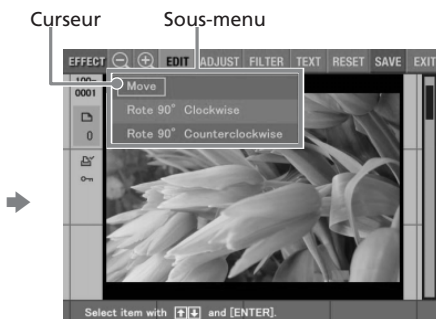 Curseur Sous-menu
EFFECT EDIT ADJUST FILTER TEXT RESET SAVE EXIT
0001
Move
Rote 90° Clockwise
0
Rote 90° Counterclockwise
Select item with and [ENTER].